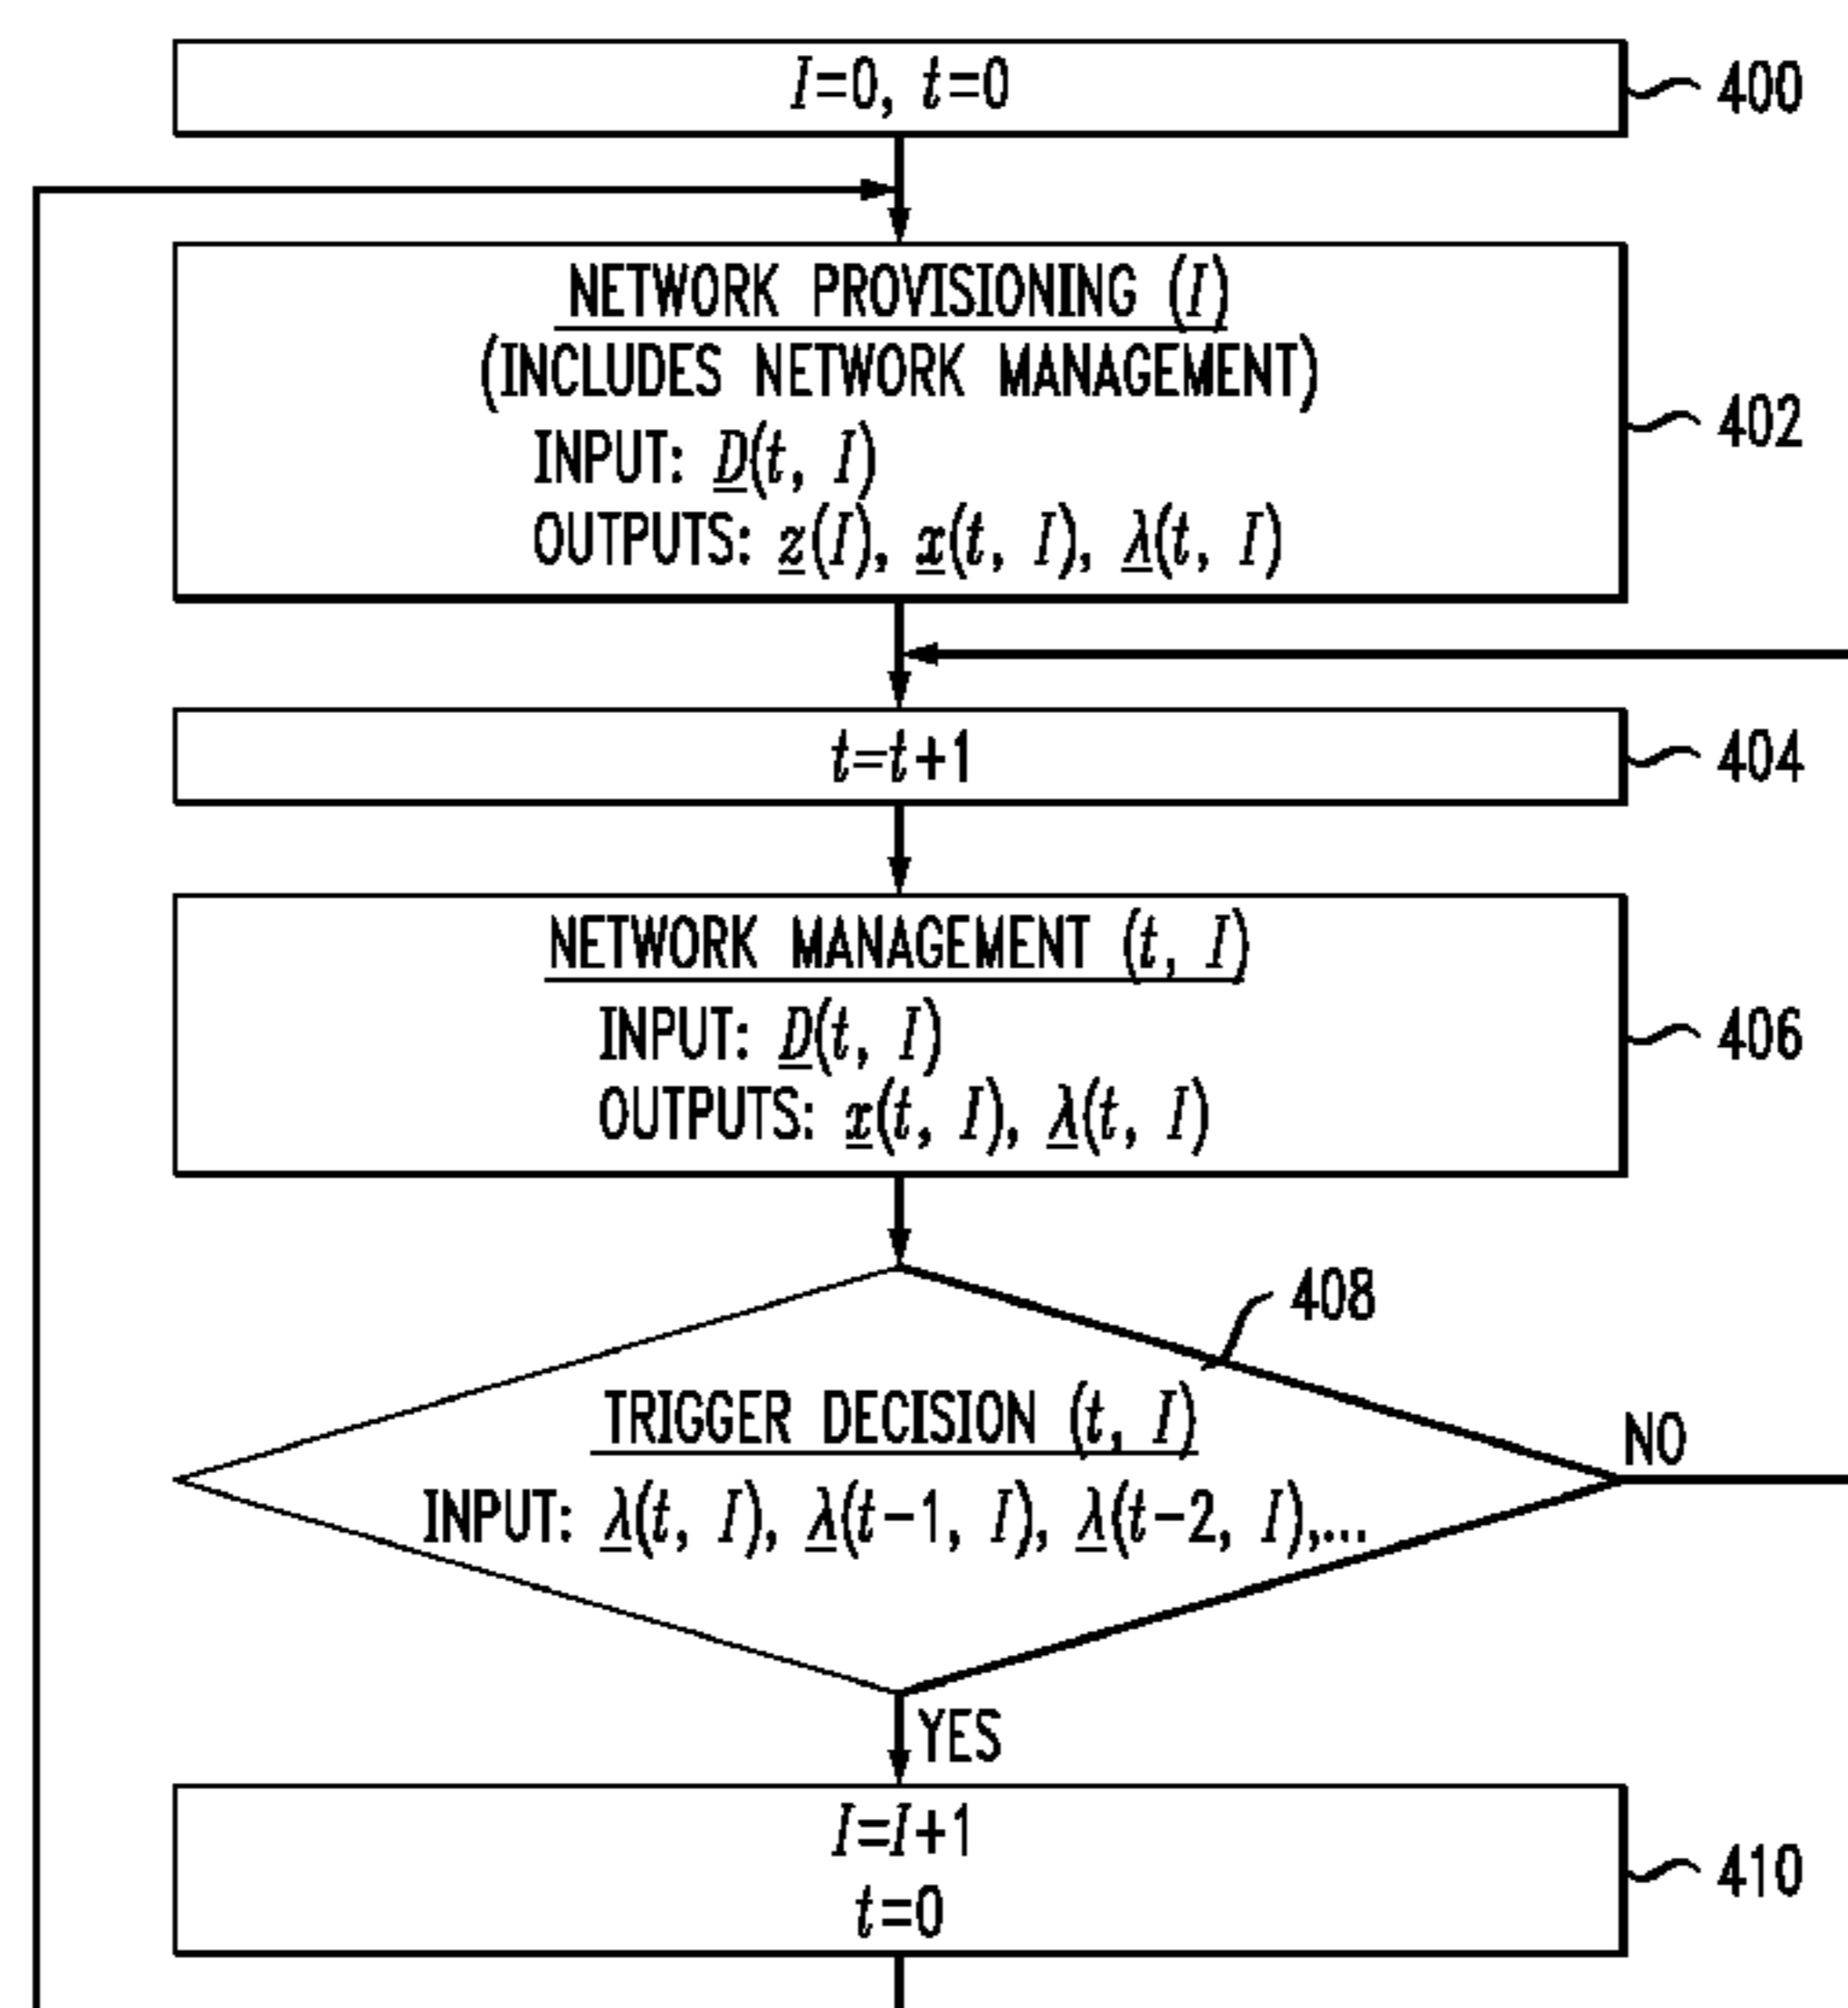 I=0, t=0
400
NETWORK PROVISIONING (I)
(INCLUDES NETWORK MANAGEMENT)
INPUT: D(t, I)
OUTPUTS: z(I), x(t, I), λ(t, I)
402
t=t+1
404
NETWORK MANAGEMENT (t, I)
INPUT: D(t, I)
OUTPUTS: x(t, I), λ(t, I)
406
408
TRIGGER DECISION (t, I)
INPUT: λ(t, I), λ(t-1, I), λ(t-2, I),...
NO
YES
I=I+1
t=0
410